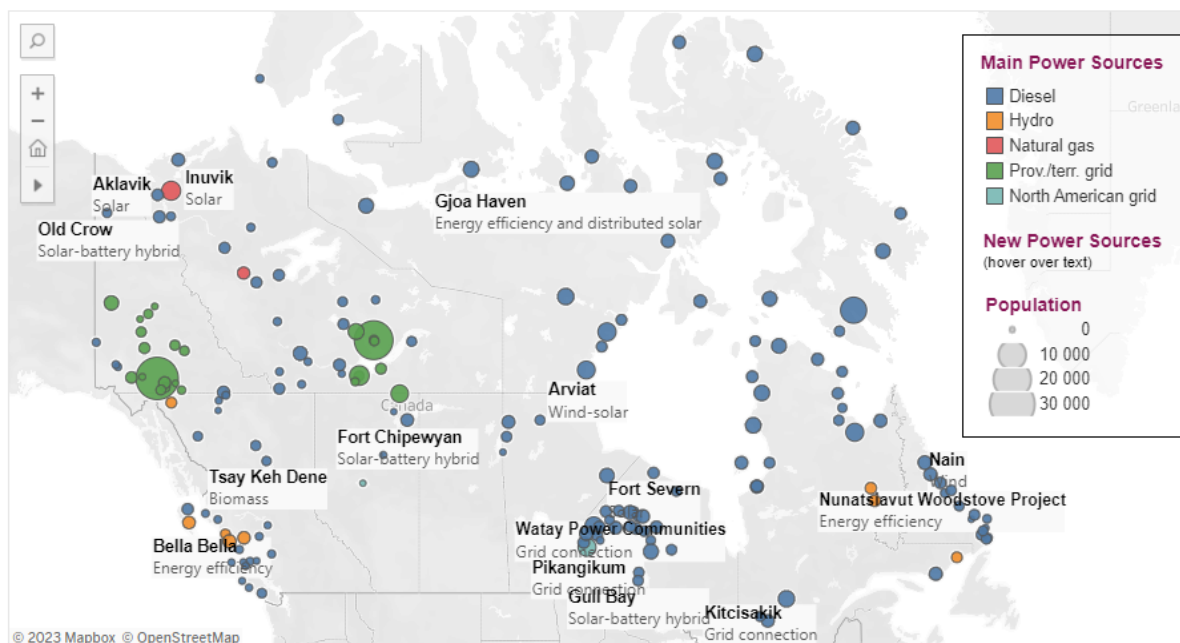 Main Power Sources
Diesel
Hydro
Natural gas
Prov./terr. grid
North American grid
New Power Sources
(hover over text)
Population
0
10 000
20 000
30 000
Aklavik
Solar
Inuvik
Solar
Old Crow
Solar-battery hybrid
Gjoa Haven
Energy efficiency and distributed solar
Arviat
Wind-solar
Canada
Fort Chipewyan
Solar-battery hybrid
Tsay Keh Dene
Biomass
Bella Bella
Energy efficiency
Fort Severn
Watay Power Communities
Grid connection
Pikangikum
Grid connection
Gull Bay
Solar-battery hybrid
Kitcisakik
Grid connection
Nain
Wind
Nunatsiavut Woodstove Project
Energy efficiency
© 2023 Mapbox © OpenStreetMap